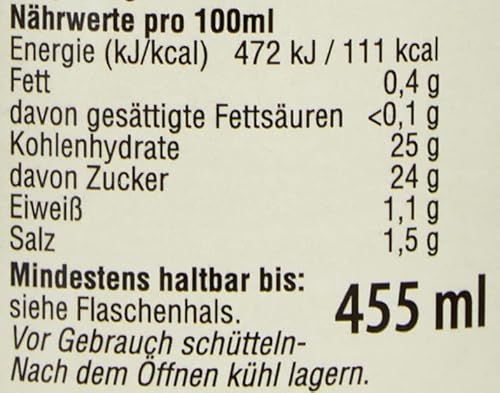 Nährwerte pro 100ml
Energie (kJ/kcal) 472 kJ / 111 kcal
Fett 0,4 g
davon gesättigte Fettsäuren <0,1 g
Kohlenhydrate 25 g
davon Zucker 24 g
Eiweiß 1,1 g
Salz 1,5 g
Mindestens haltbar bis:
siehe Flaschenhals. 455 ml
Vor Gebrauch schütteln-
Nach dem Öffnen kühl lagern.